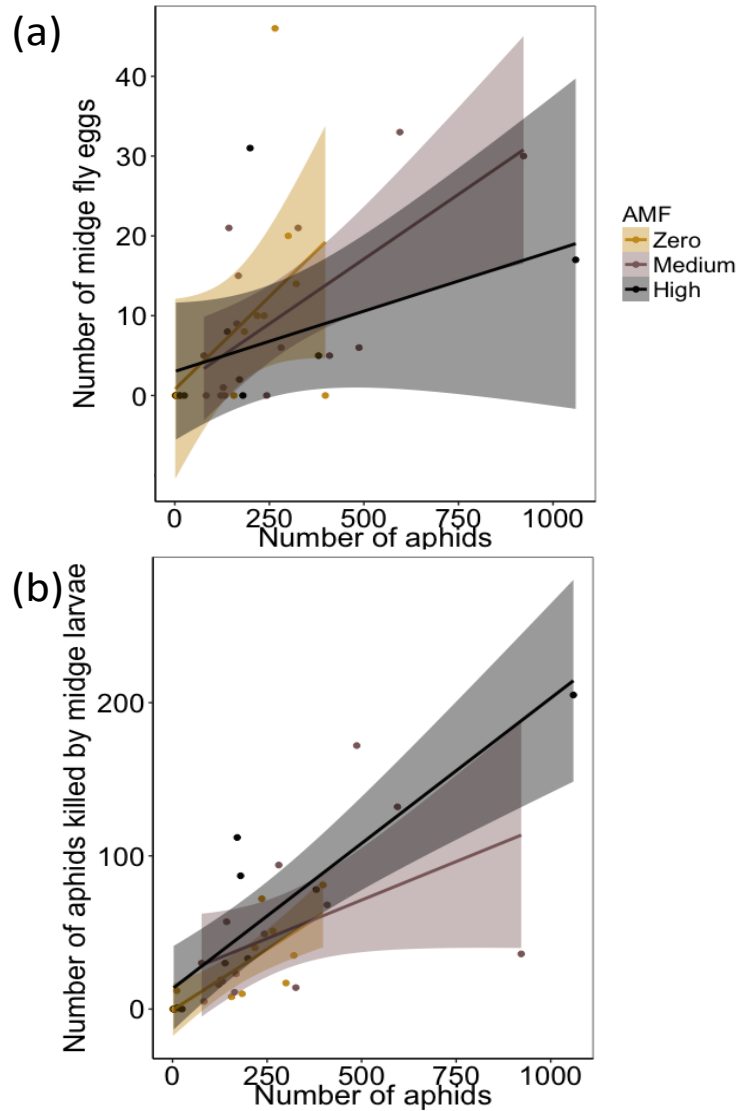 (a)
Number of midge fly eggs
40
30
20
10
0
0 250 500 750 1000
Number of aphids
AMF
Zero
Medium
High
(b)
Number of aphids killed by midge larvae
200
100
0
0 250 500 750 1000
Number of aphids